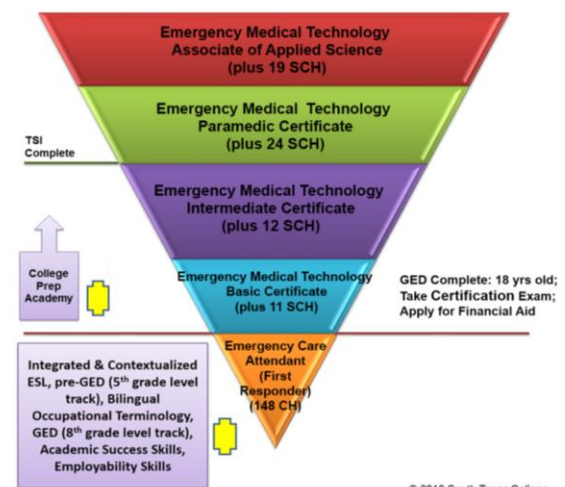 Emergency Medical Technology
Associate of Applied Science
(plus 19 SCH)
Emergency Medical Technology
Paramedic Certificate
(plus 24 SCH)
TSI
Complete
Emergency Medical Technology
Intermediate Certificate
(plus 12 SCH)
College
Prep
Academy
Emergency Medical Technology
Basic Certificate
(plus 11 SCH)
GED Complete: 18 yrs old;
Take Certification Exam;
Apply for Financial Aid
Emergency Care
Attendant
(First
Responder)
(148 CH)
Integrated & Contextualized
ESL, pre-GED (5th grade level
track), Bilingual
Occupational Terminology,
GED (8th grade level track),
Academic Success Skills,
Employability Skills